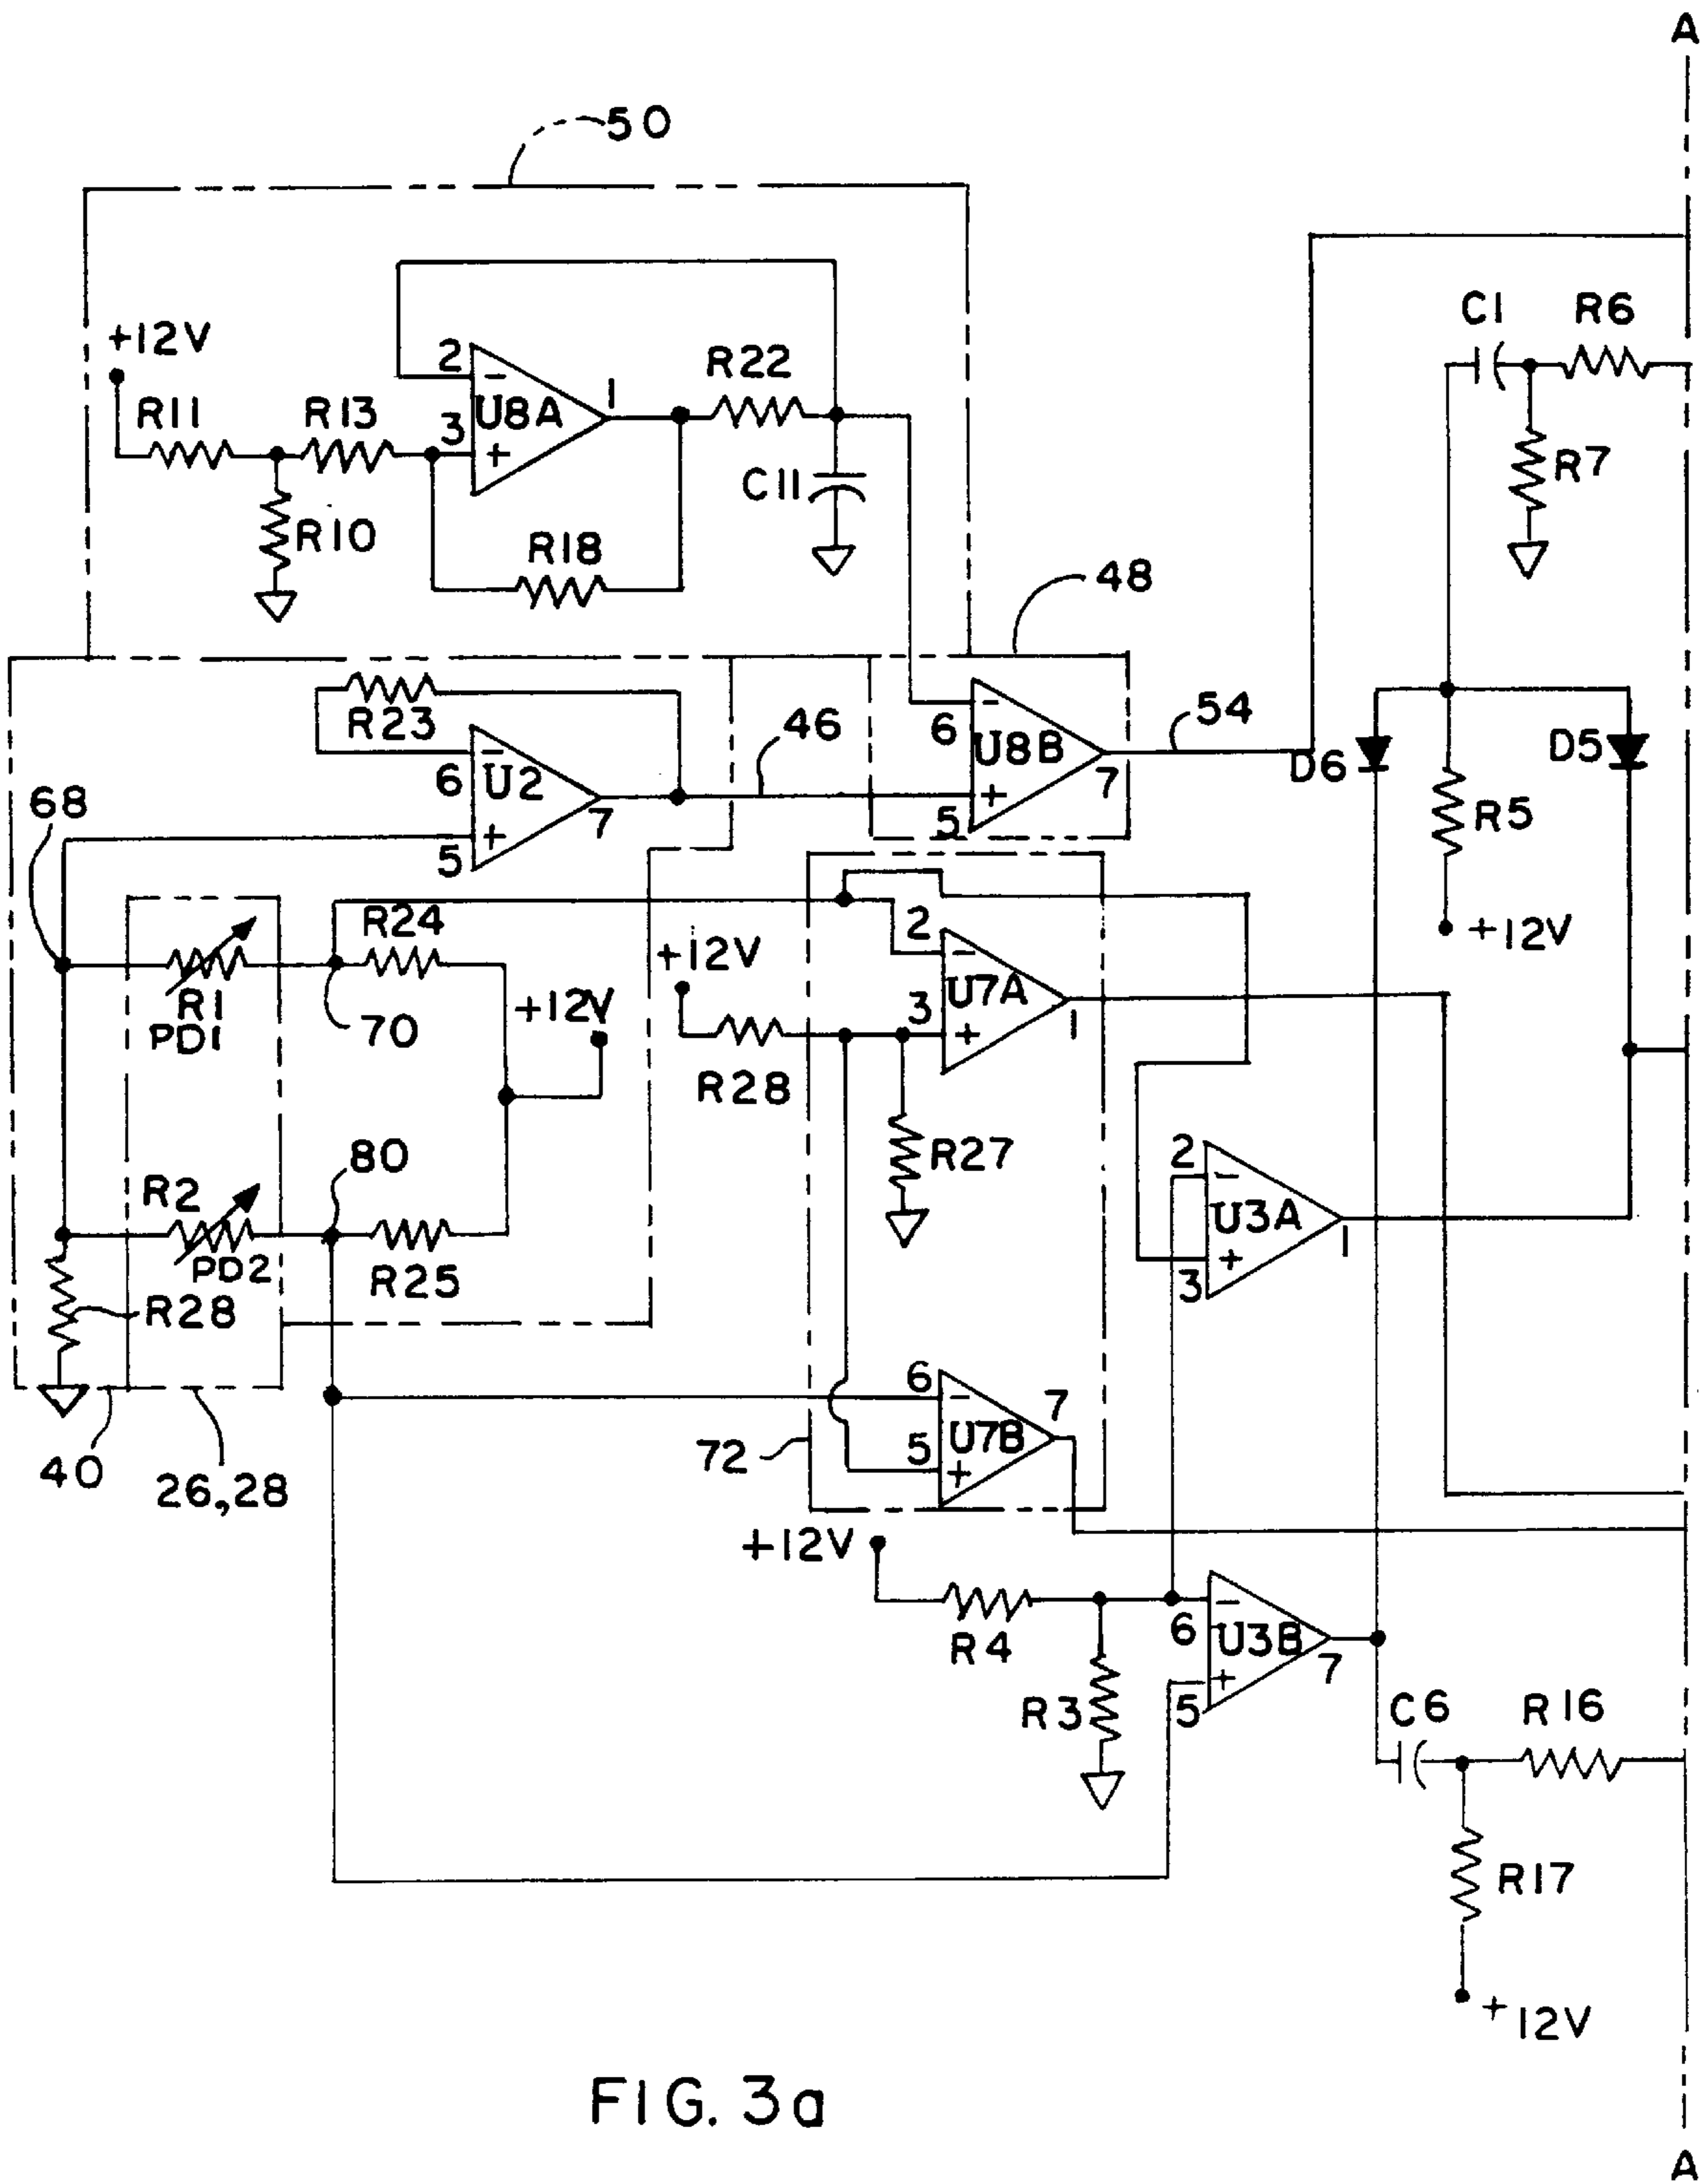 A
50
+12V
R11
R13
2
-
U8A
1
3
+
R22
C1
R6
R10
R18
C11
R7
48
R23
6
-
U2
7
+
5
46
6
-
U8B
7
5
+
54
D6
D5
R5
+12V
68
R24
R1
PD1
70
+12V
+12V
2
-
U7A
1
3
+
R28
R27
80
R2
PD2
R25
R28
2
-
U3A
1
3
+
6
-
U7B
7
5
+
72
40
26, 28
+12V
R4
6
-
U3B
7
+
5
R3
C6
R16
R17
+12V
FIG. 3a
A